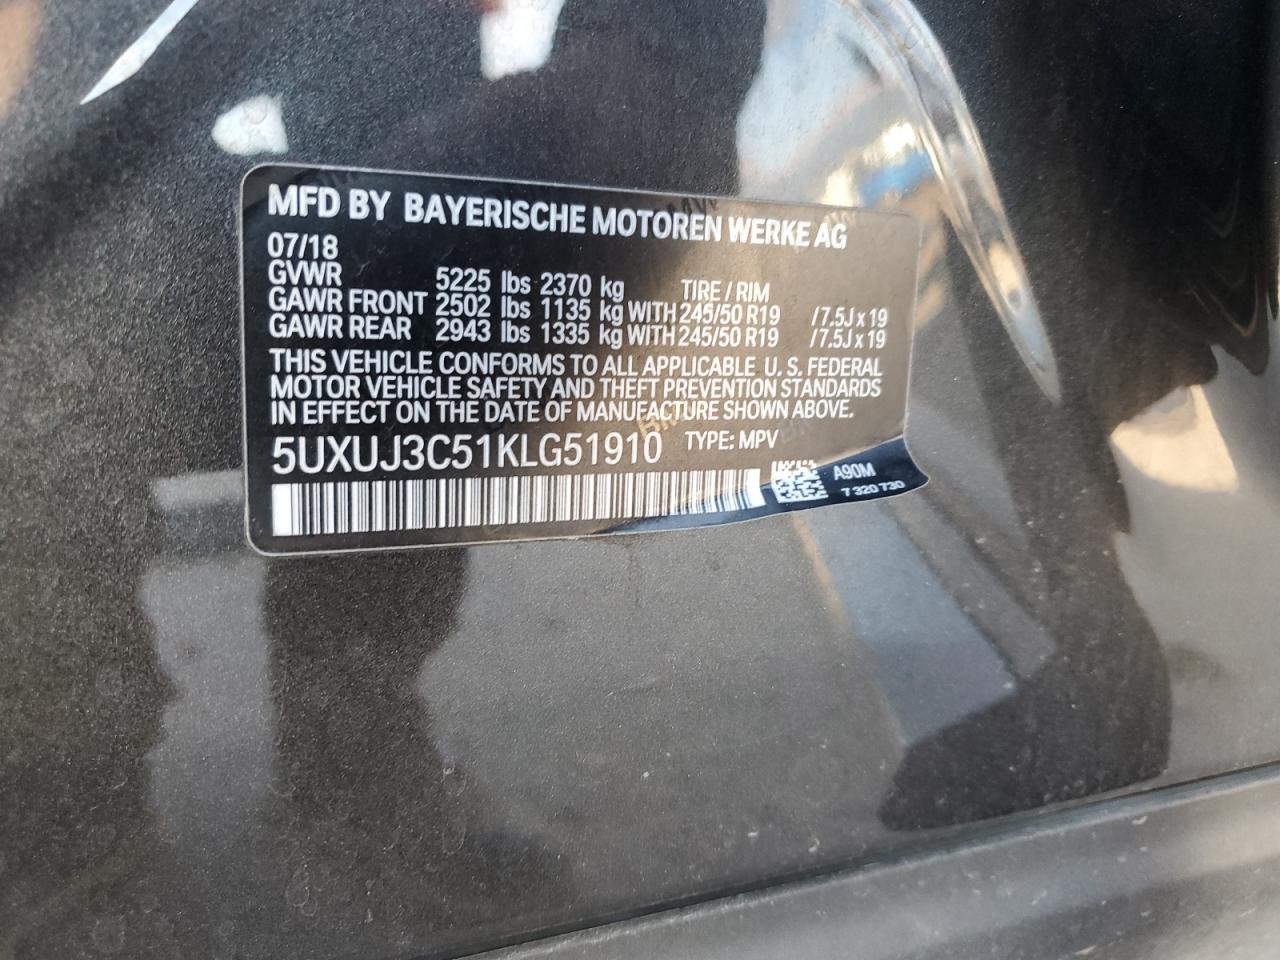 MFD BY BAYERISCHE MOTOREN WERKE AG
07/18
GVWR 5225 lbs 2370 kg TIRE / RIM
GAWR FRONT 2502 lbs 1135 kg WITH 245/50 R19 /7.5J x 19
GAWR REAR 2943 lbs 1335 kg WITH 245/50 R19 /7.5J x 19
THIS VEHICLE CONFORMS TO ALL APPLICABLE U. S. FEDERAL
MOTOR VEHICLE SAFETY AND THEFT PREVENTION STANDARDS
IN EFFECT ON THE DATE OF MANUFACTURE SHOWN ABOVE.
5UXUJ3C51KLG51910 TYPE: MPV
A90M
7 320 730